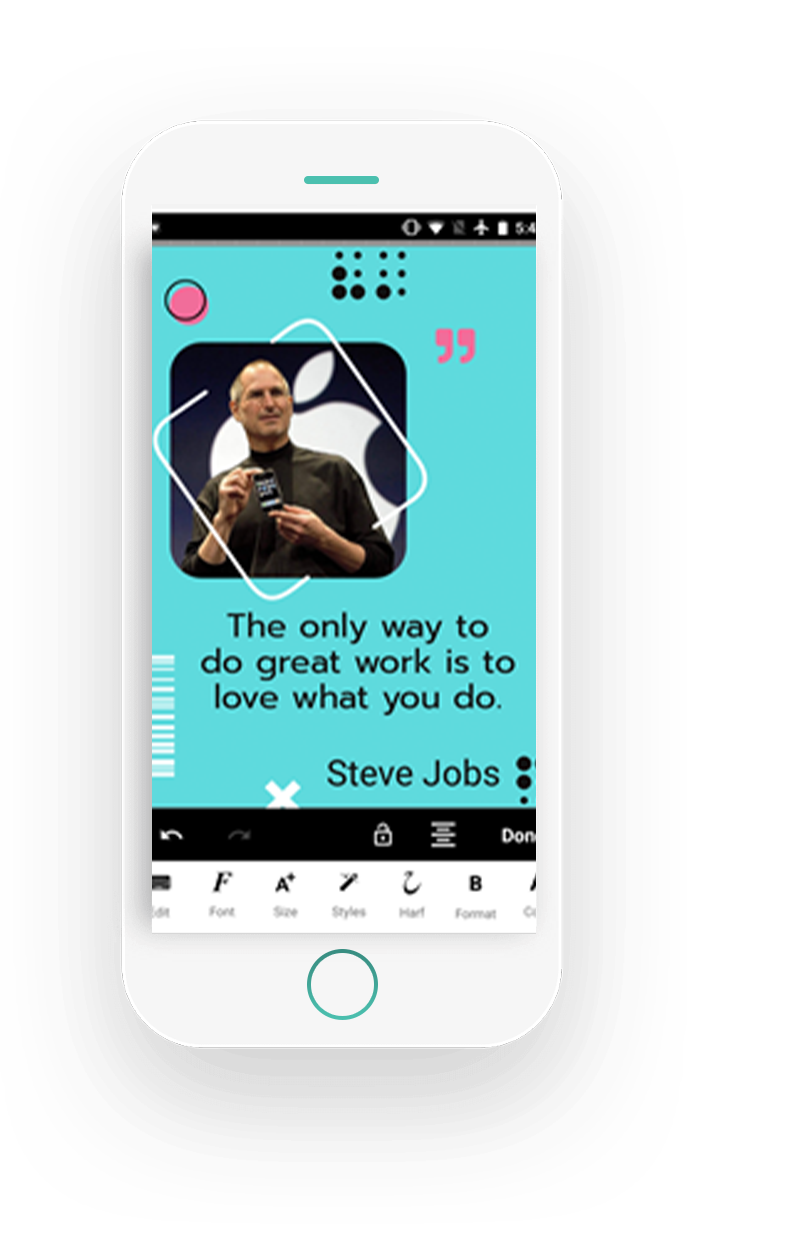 5:4
The only way to
do great work is to
love what you do.
Steve Jobs
Don
dit Font Size Styles Harf Format Co